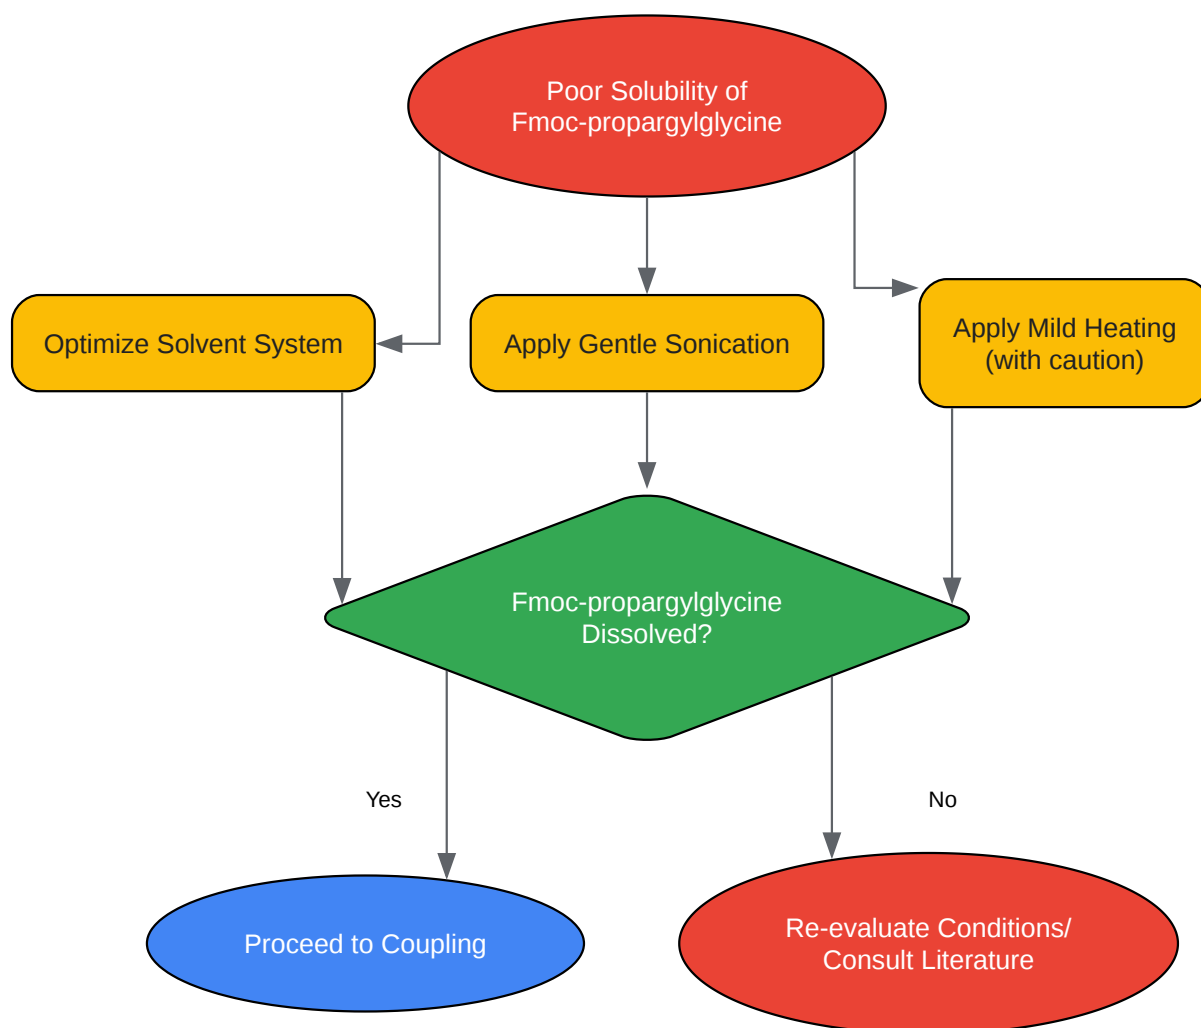 Poor Solubility of
Fmoc-propargylglycine
Optimize Solvent System
Apply Gentle Sonication
Apply Mild Heating
(with caution)
Fmoc-propargylglycine
Dissolved?
Yes
No
Proceed to Coupling
Re-evaluate Conditions/
Consult Literature